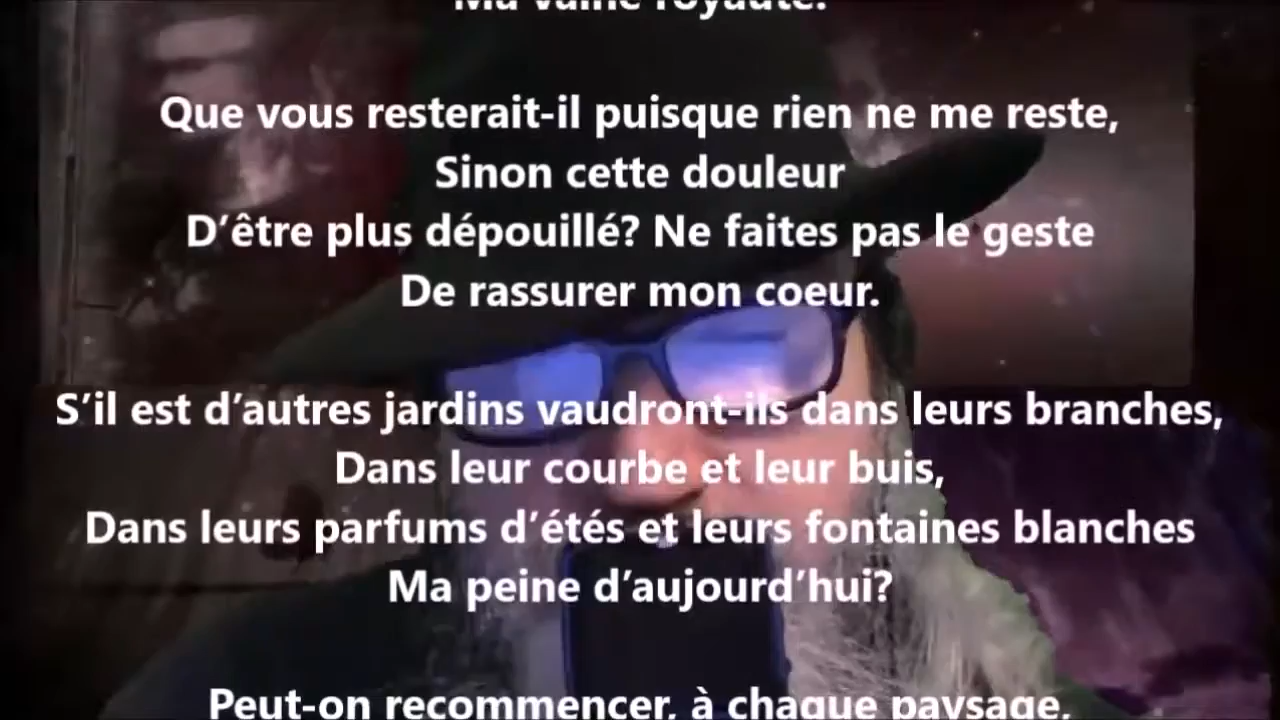 Ma vaine royauté.
Que vous resterait-il puisque rien ne me reste,
Sinon cette douleur
D’être plus dépouillé? Ne faites pas le geste
De rassurer mon coeur.
S’il est d’autres jardins vaudront-ils dans leurs branches,
Dans leur courbe et leur buis,
Dans leurs parfums d’étés et leurs fontaines blanches
Ma peine d’aujourd’hui?
Peut-on recommencer, à chaque paysage,